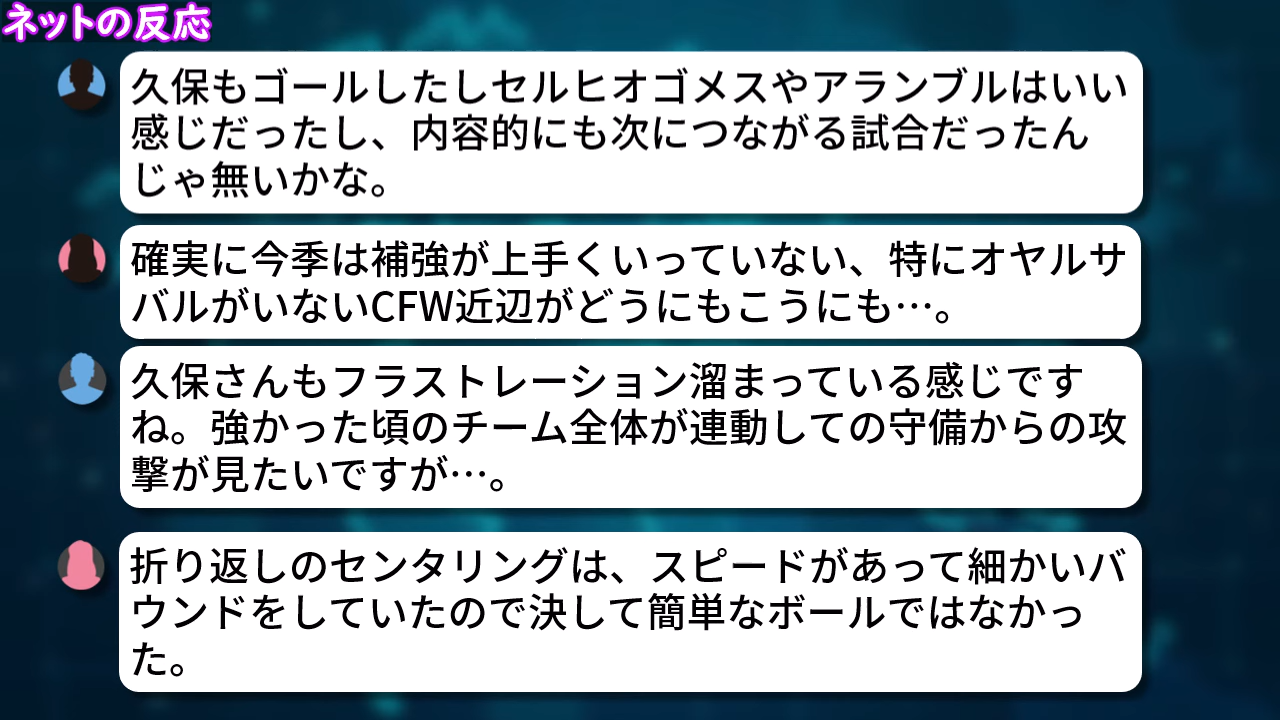 ネットの反応
久保もゴールしたしセルヒオゴメスやアランブルはいい
感じだったし、内容的にも次につながる試合だったん
じゃ無いかな。
確実に今季は補強が上手くいっていない、特にオヤルサ
バルがいないCFW近辺がどうにもこうにも…。
久保さんもフラストレーション溜まっている感じです
ね。強かった頃のチーム全体が連動しての守備からの攻
撃が見たいですが…。
折り返しのセンタリングは、スピードがあって細かいバ
ウンドをしていたので決して簡単なボールではなかっ
た。